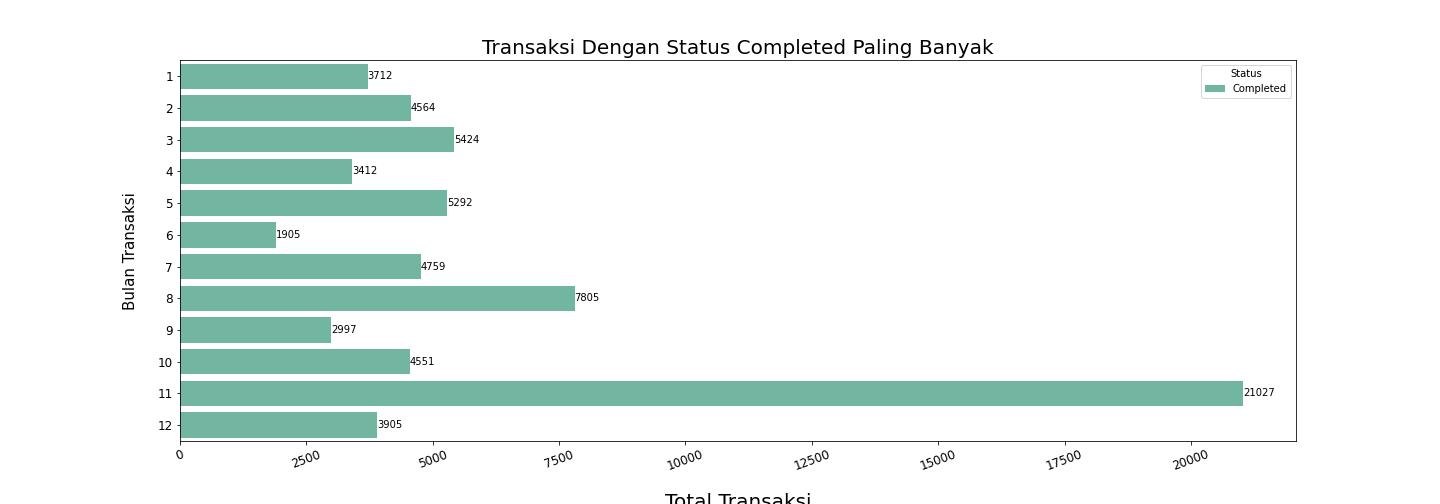 Transaksi Dengan Status Completed Paling Banyak
Status
Completed
Bulan Transaksi
1 3712
2 4564
3 5424
4 3412
5 5292
6 1905
7 4759
8 7805
9 2997
10 4551
11 21027
12 3905
0 2500 5000 7500 10000 12500 15000 17500 20000
Total Transaksi